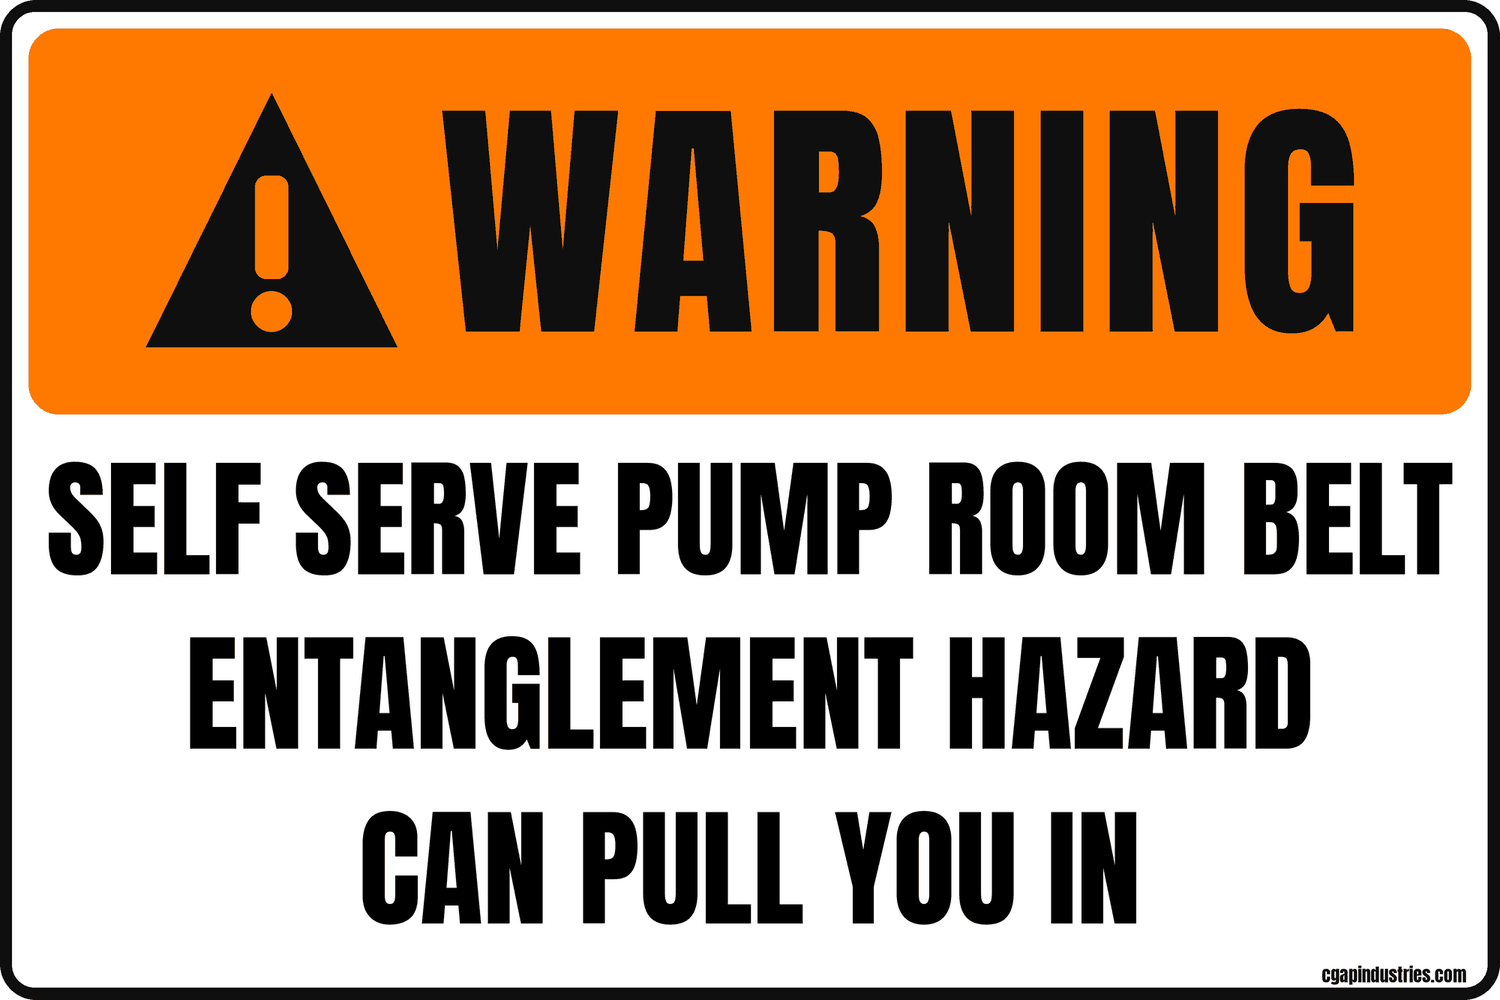 WARNING
SELF SERVE PUMP ROOM BELT
ENTANGLEMENT HAZARD
CAN PULL YOU IN
cgapindustries.com